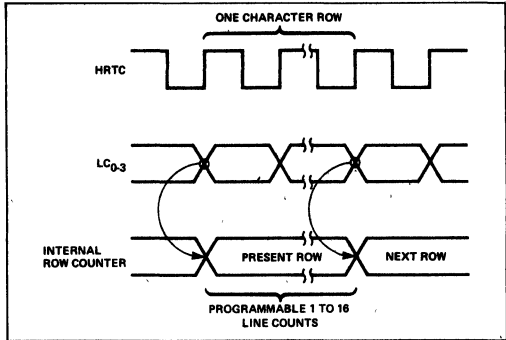 ONE CHARACTER ROW
HRTC
LC0-3
INTERNAL
ROW COUNTER
PRESENT ROW
NEXT ROW
PROGRAMMABLE 1 TO 16
LINE COUNTS